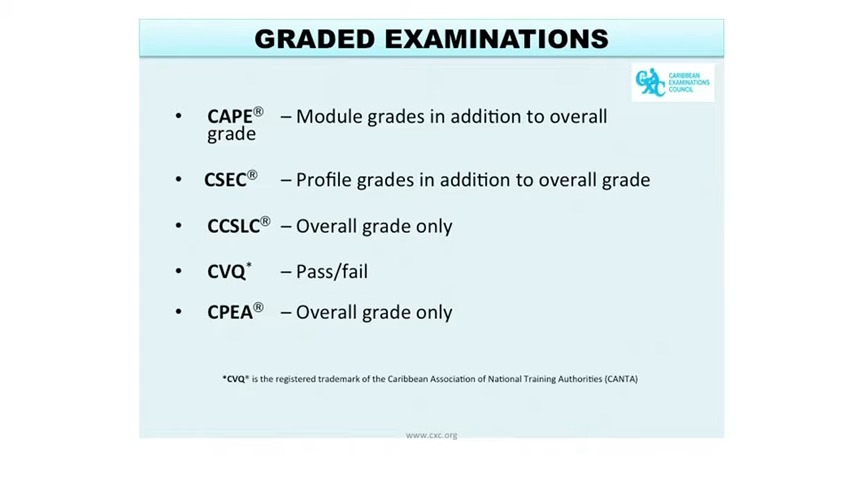 GRADED EXAMINATIONS
CXC
CARIBBEAN
EXAMINATIONS
COUNCIL
• CAPE® – Module grades in addition to overall
grade
• CSEC® – Profile grades in addition to overall grade
• CCSLC® – Overall grade only
• CVQ* – Pass/fail
• CPEA® – Overall grade only
*CVQ* is the registered trademark of the Caribbean Association of National Training Authorities (CANTA)
www.cxc.org